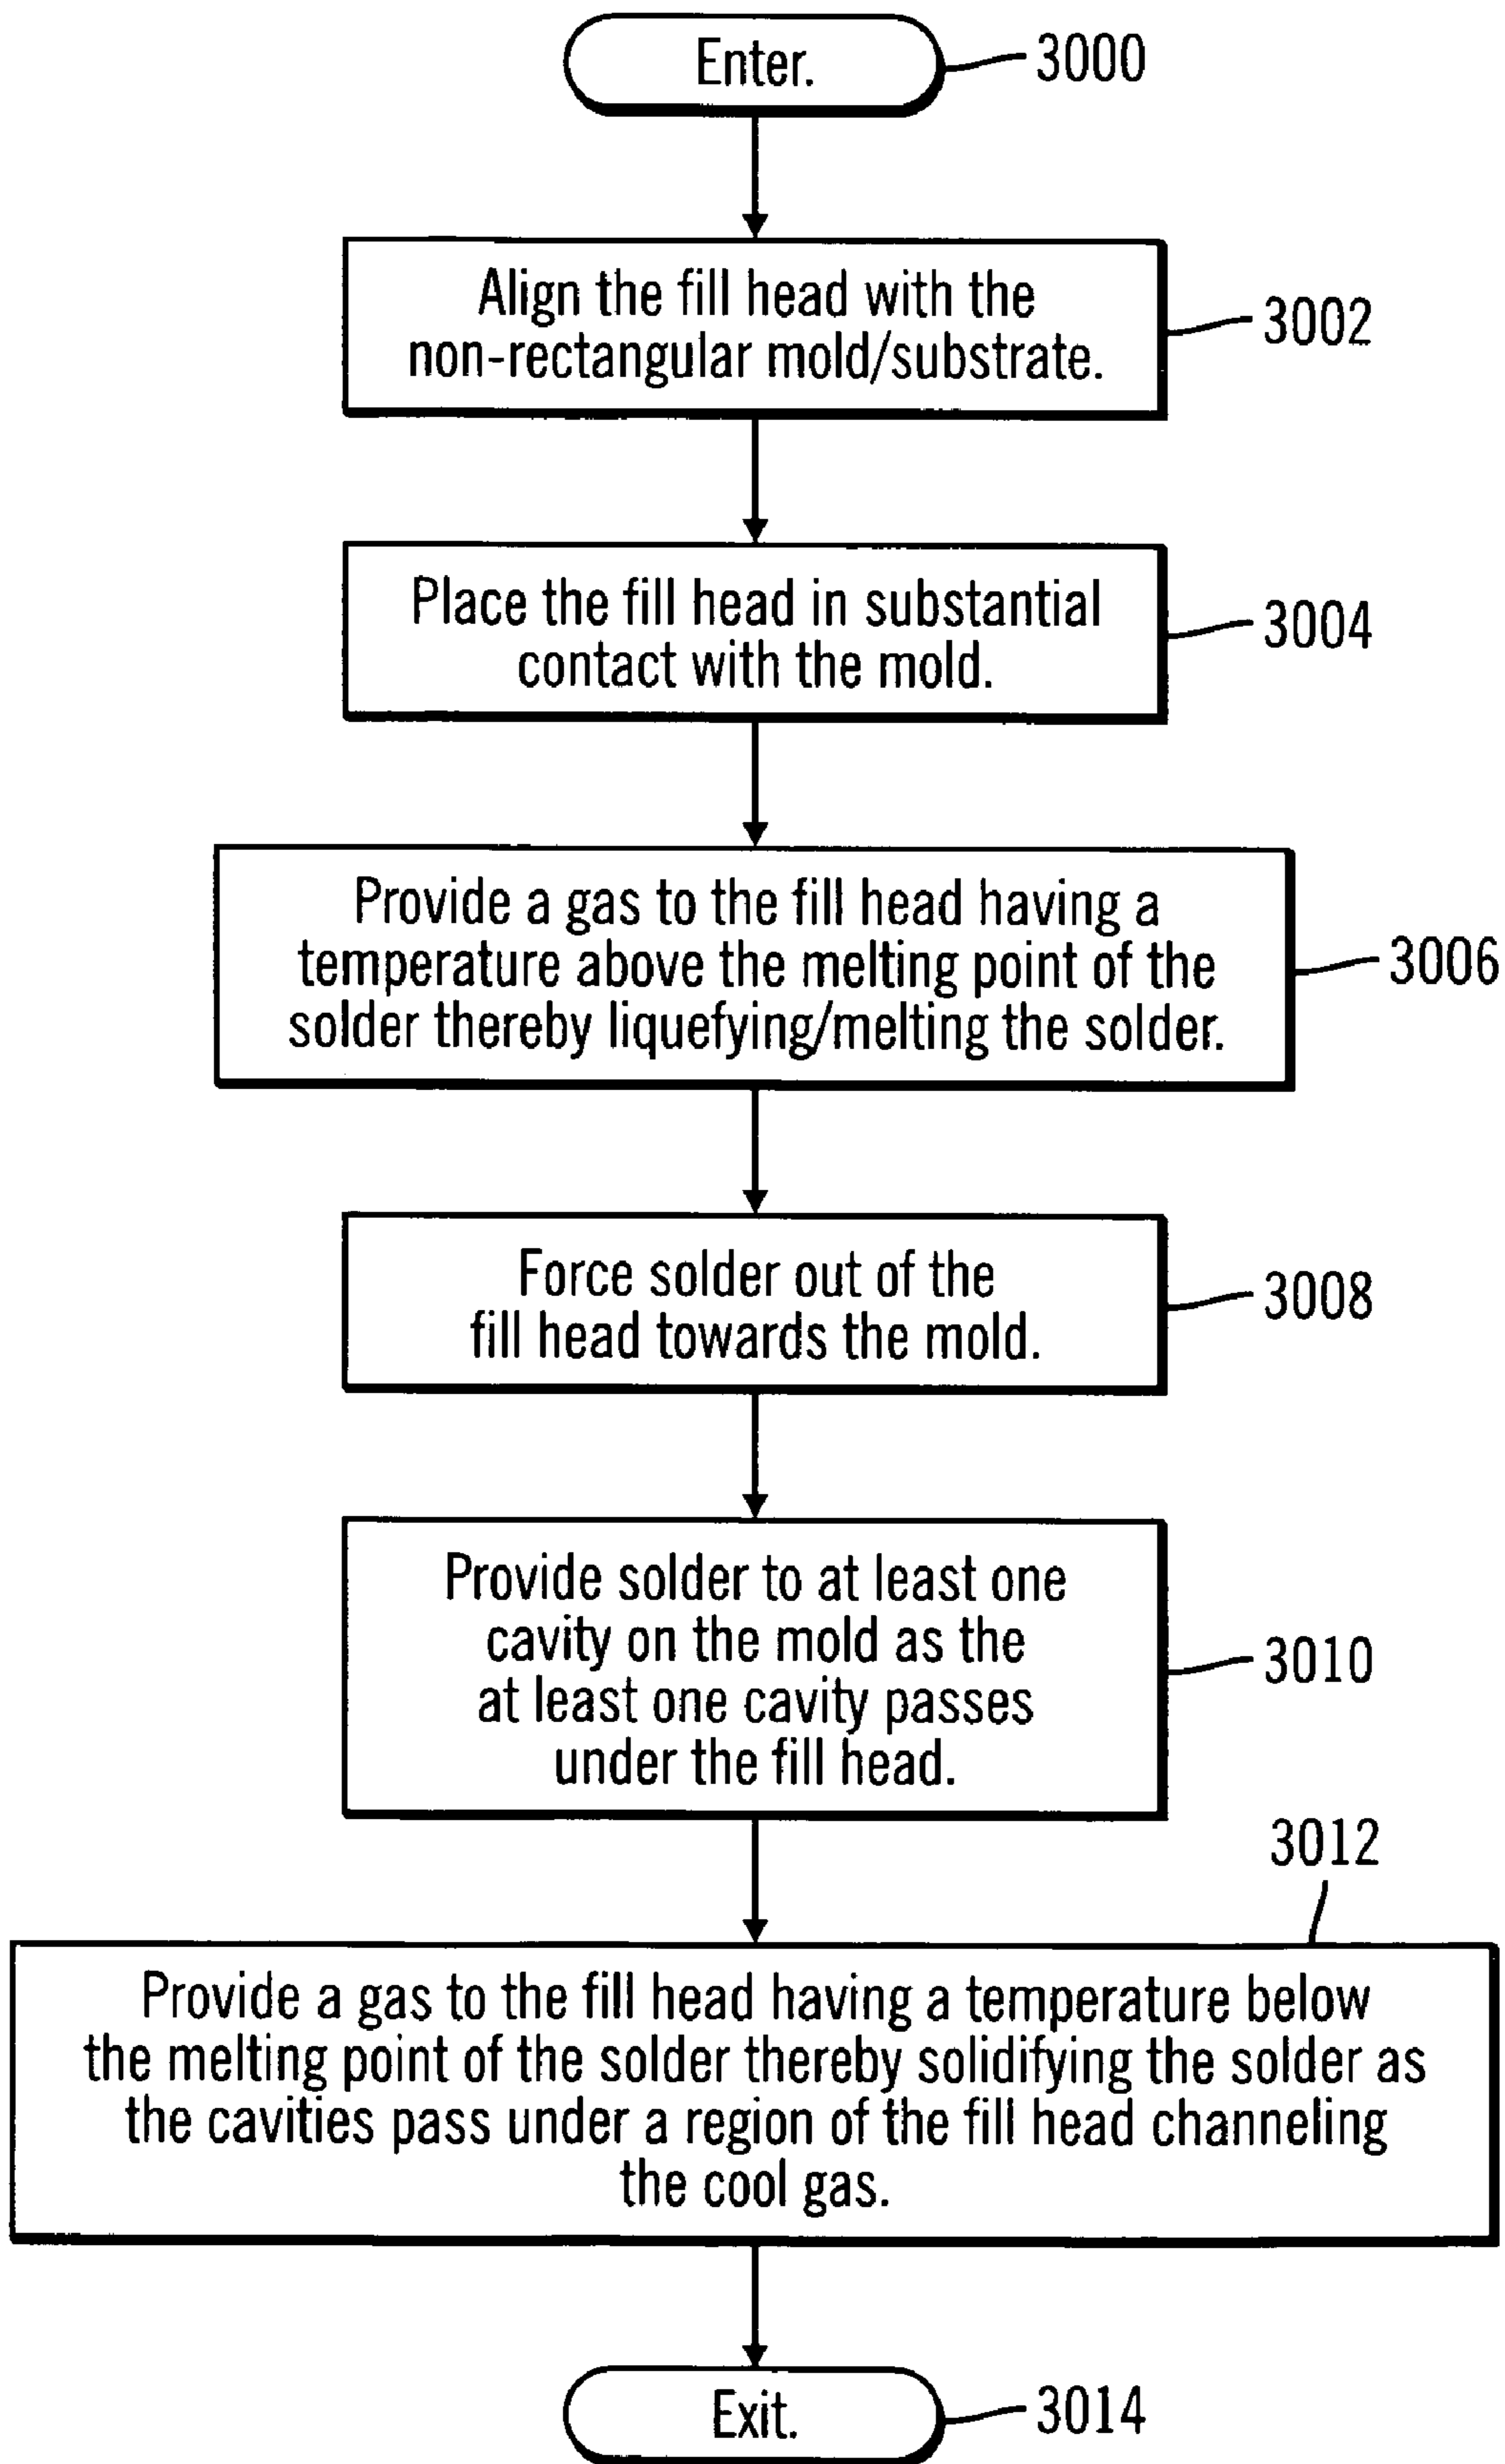 Enter.
3000
Align the fill head with the
non-rectangular mold/substrate.
3002
Place the fill head in substantial
contact with the mold.
3004
Provide a gas to the fill head having a
temperature above the melting point of the
solder thereby liquefying/melting the solder.
3006
Force solder out of the
fill head towards the mold.
3008
Provide solder to at least one
cavity on the mold as the
at least one cavity passes
under the fill head.
3010
3012
Provide a gas to the fill head having a temperature below
the melting point of the solder thereby solidifying the solder as
the cavities pass under a region of the fill head channeling
the cool gas.
Exit.
3014